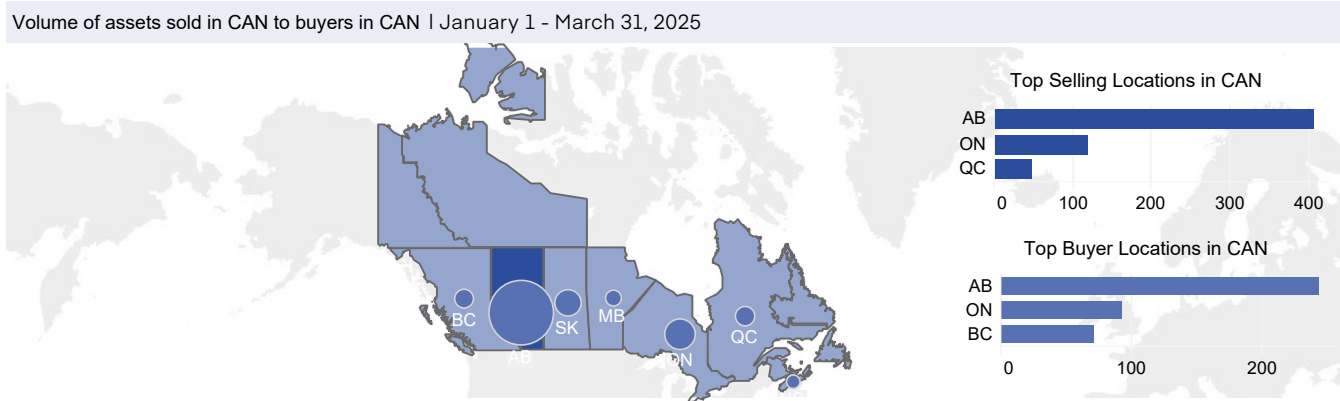 Volume of assets sold in CAN to buyers in CAN | January 1 - March 31, 2025
Top Selling Locations in CAN
AB
ON
QC
0 100 200 300 400
Top Buyer Locations in CAN
AB
ON
BC
0 100 200
BC
AB
SK
MB
ON
QC